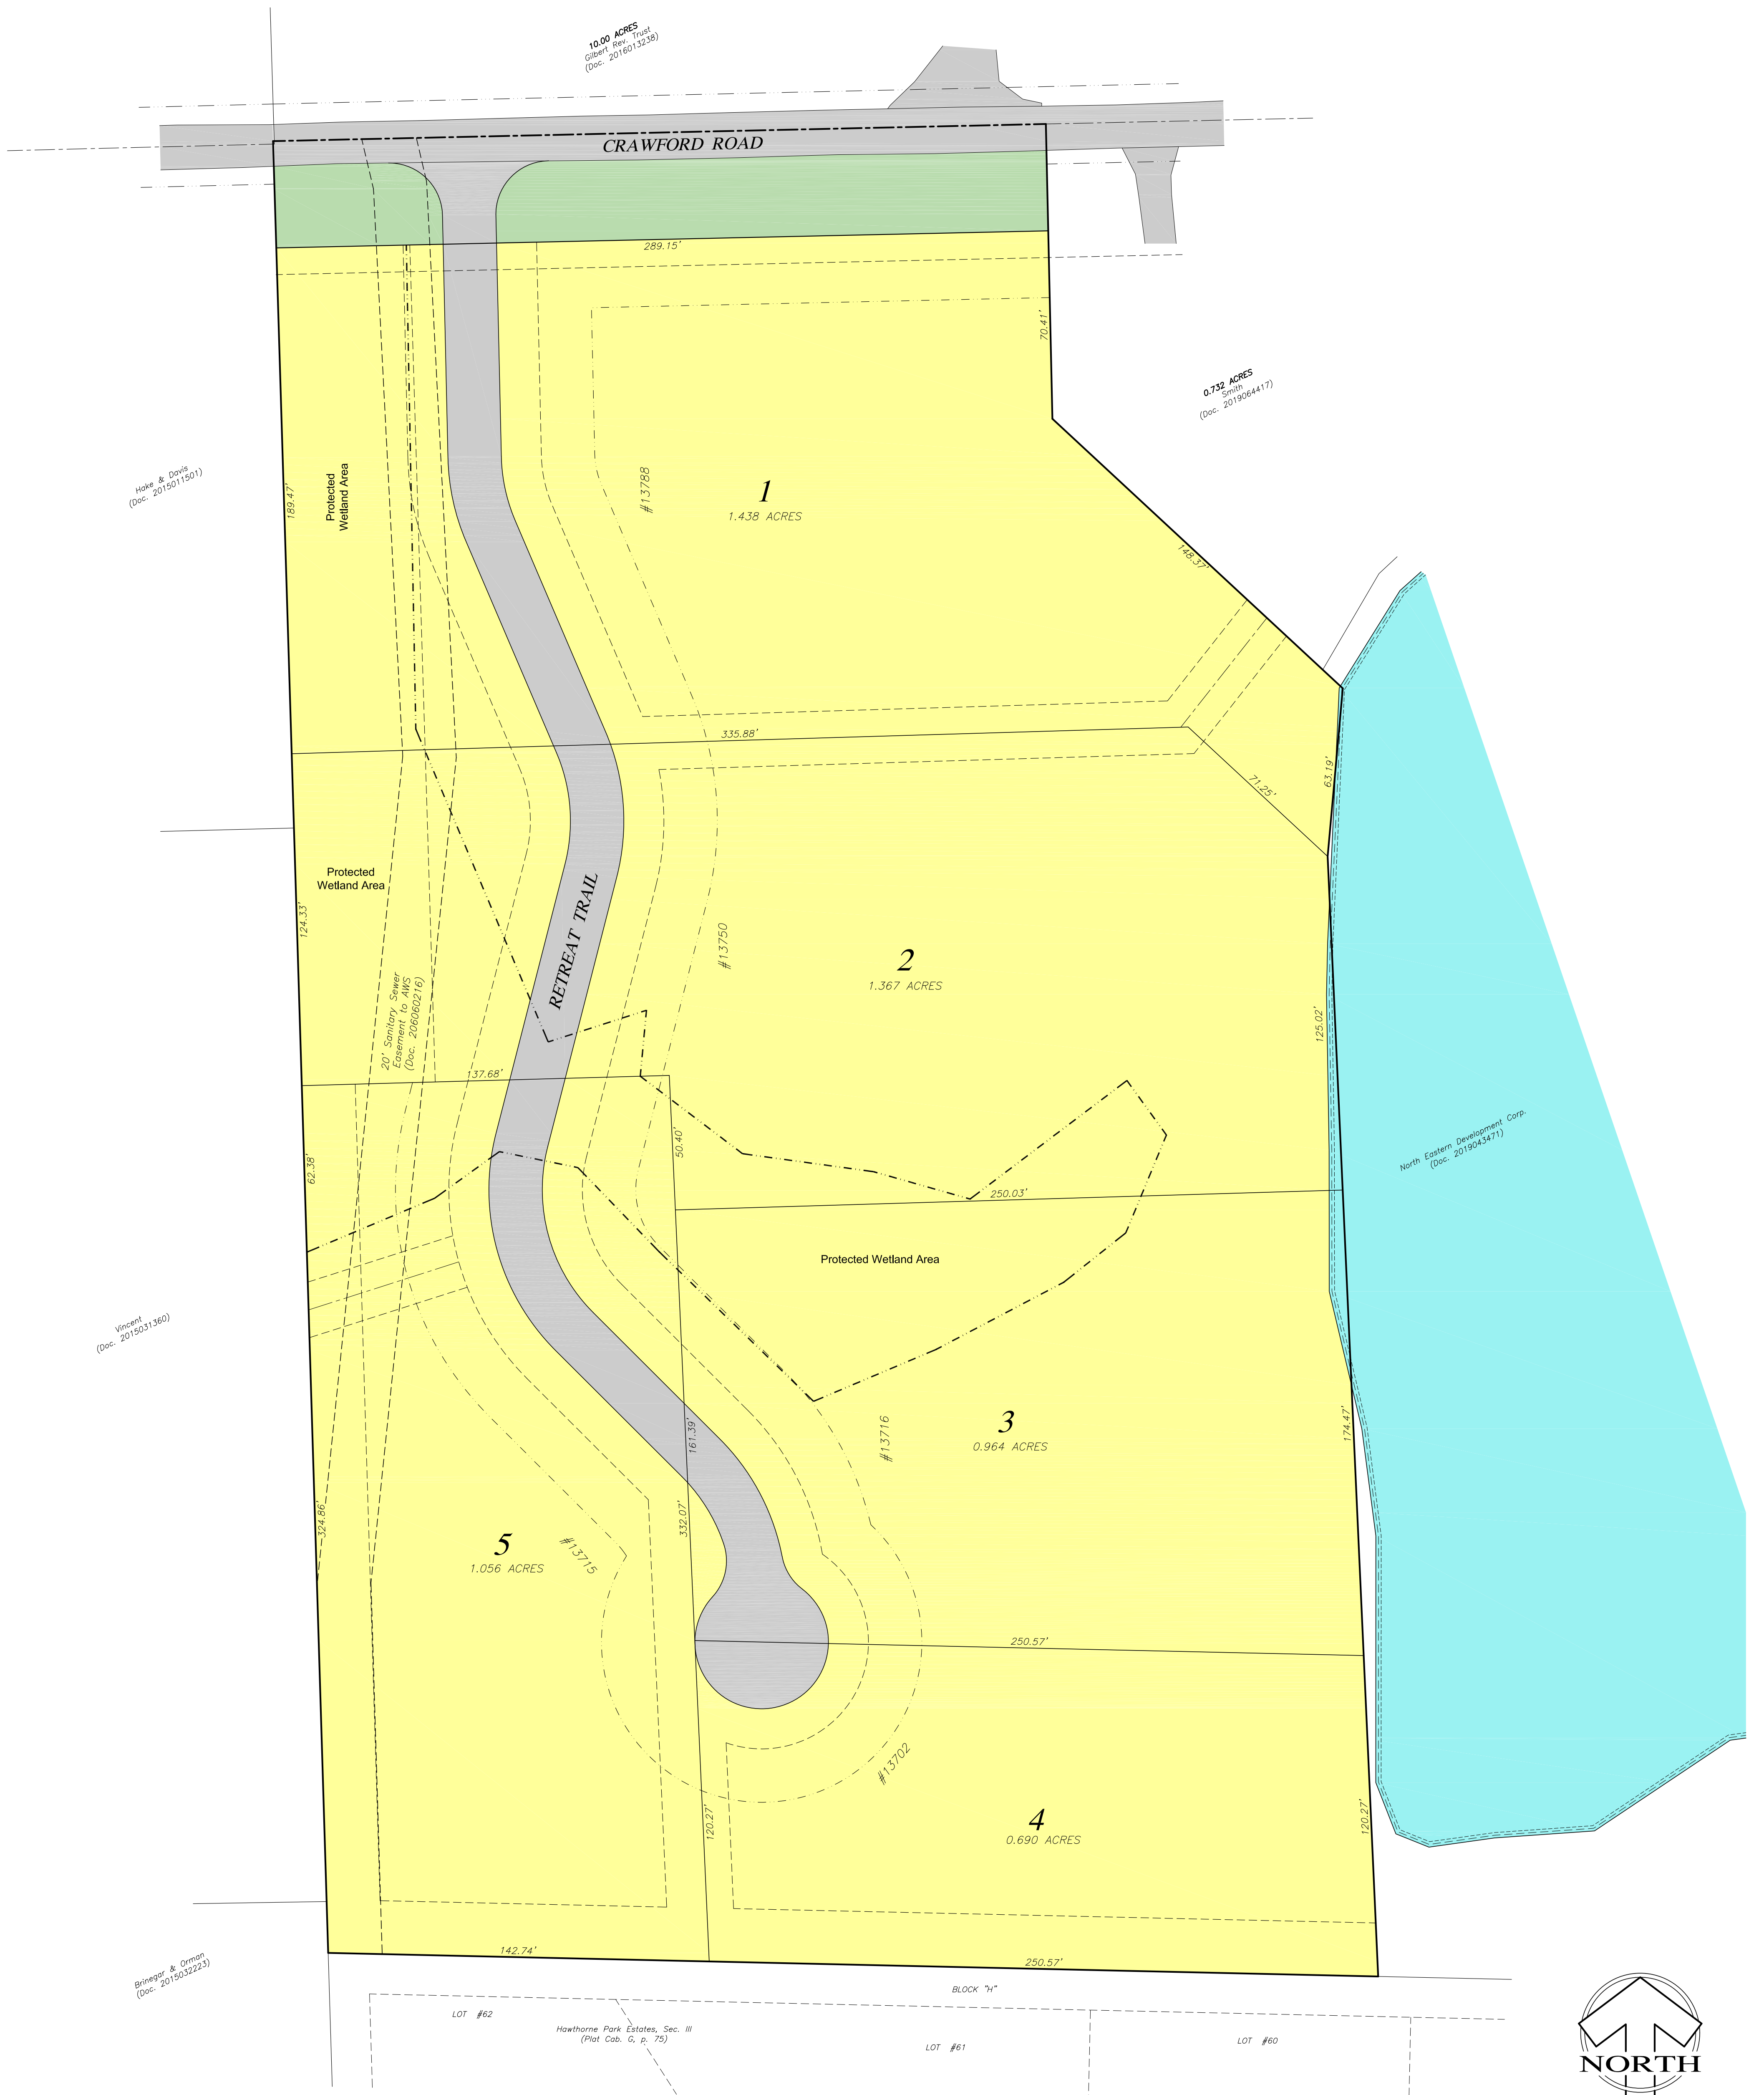 10.00 ACRES
Gilbert Rev. Trust
(Doc. 2016013238)
CRAWFORD ROAD
289.15'
70.41'
0.732 ACRES
Smith
(Doc. 2019064417)
Hake & Davis
(Doc. 2015011501)
189.47'
Protected
Wetland Area
#13788
1
1.438 ACRES
148.37'
335.88'
71.25'
63.19'
Protected
Wetland Area
124.33'
RETREAT TRAIL
#13750
2
1.367 ACRES
20' Sanitary Sewer
Easement to AWS
(Doc. 206060216)
125.02'
137.68'
50.40'
62.38'
North Eastern Development Corp.
(Doc. 2019043471)
250.03'
Protected Wetland Area
Vincent
(Doc. 2015031360)
161.39'
#13716
3
0.964 ACRES
174.47'
324.86'
332.07'
5
1.056 ACRES
#13715
250.57'
#13702
120.27'
4
0.690 ACRES
120.27'
142.74'
250.57'
Brinegar & Orman
(Doc. 2015032223)
BLOCK "H"
LOT #62
Hawthorne Park Estates, Sec. III
(Plat Cab. G, p. 75)
LOT #61
LOT #60
NORTH